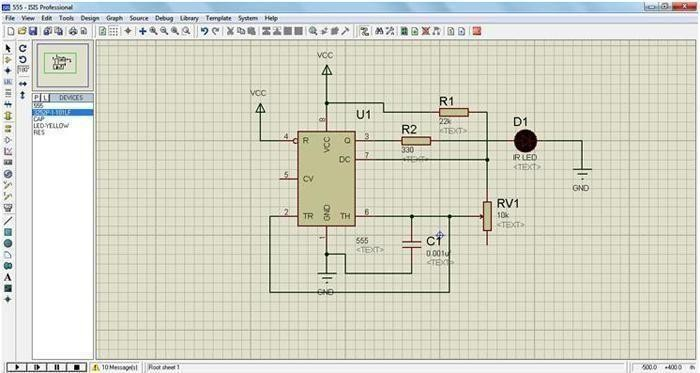 555 - ISIS Professional
File View Edit Tools Design Graph Source Debug Library Template System Help
P L DEVICES
555
CAP
LED-YELLOW
RES
VCC
VCC
U1
R1
22k
<TEXT>
R2
330
<TEXT>
D1
IR LED
<TEXT>
GND
4 R
8
VCC
Q 3
DC 7
5 CV
2 TR
GND
1
TH 6
555
<TEXT>
C1
0.001u
<TEXT>
RV1
10k
<TEXT>
GND
10 Message(s)
Root sheet 1
-500.0 +400.0 th